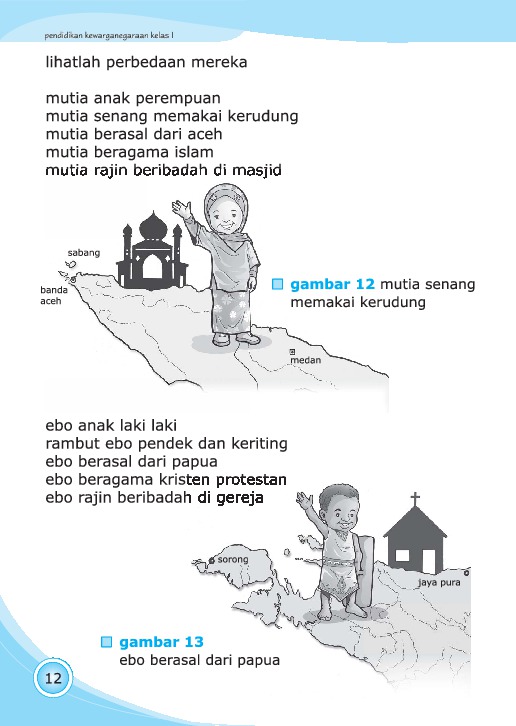 pendidikan kewarganegaraan kelas I
lihatlah perbedaan mereka
mutia anak perempuan
mutia senang memakai kerudung
mutia berasal dari aceh
mutia beragama islam
mutia rajin beribadah di masjid
sabang
banda
aceh
gambar 12 mutia senang
memakai kerudung
medan
ebo anak laki laki
rambut ebo pendek dan keriting
ebo berasal dari papua
ebo beragama kristen protestan
ebo rajin beribadah di gereja
sorong
jaya pura
gambar 13
ebo berasal dari papua
12